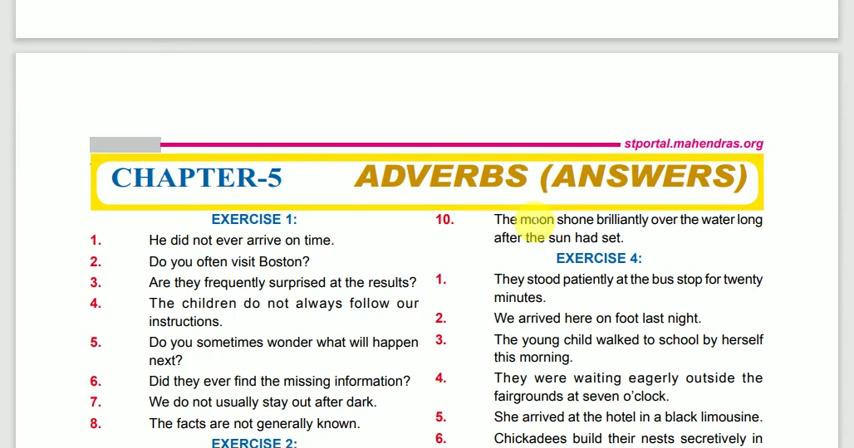 stportal.mahendras.org
CHAPTER-5 ADVERBS (ANSWERS)
EXERCISE 1:
1. He did not ever arrive on time.
2. Do you often visit Boston?
3. Are they frequently surprised at the results?
4. The children do not always follow our
instructions.
5. Do you sometimes wonder what will happen
next?
6. Did they ever find the missing information?
7. We do not usually stay out after dark.
8. The facts are not generally known.
EXERCISE 2:
10. The moon shone brilliantly over the water long
after the sun had set.
EXERCISE 4:
1. They stood patiently at the bus stop for twenty
minutes.
2. We arrived here on foot last night.
3. The young child walked to school by herself
this morning.
4. They were waiting eagerly outside the
fairgrounds at seven o’clock.
5. She arrived at the hotel in a black limousine.
6. Chickadees build their nests secretively in